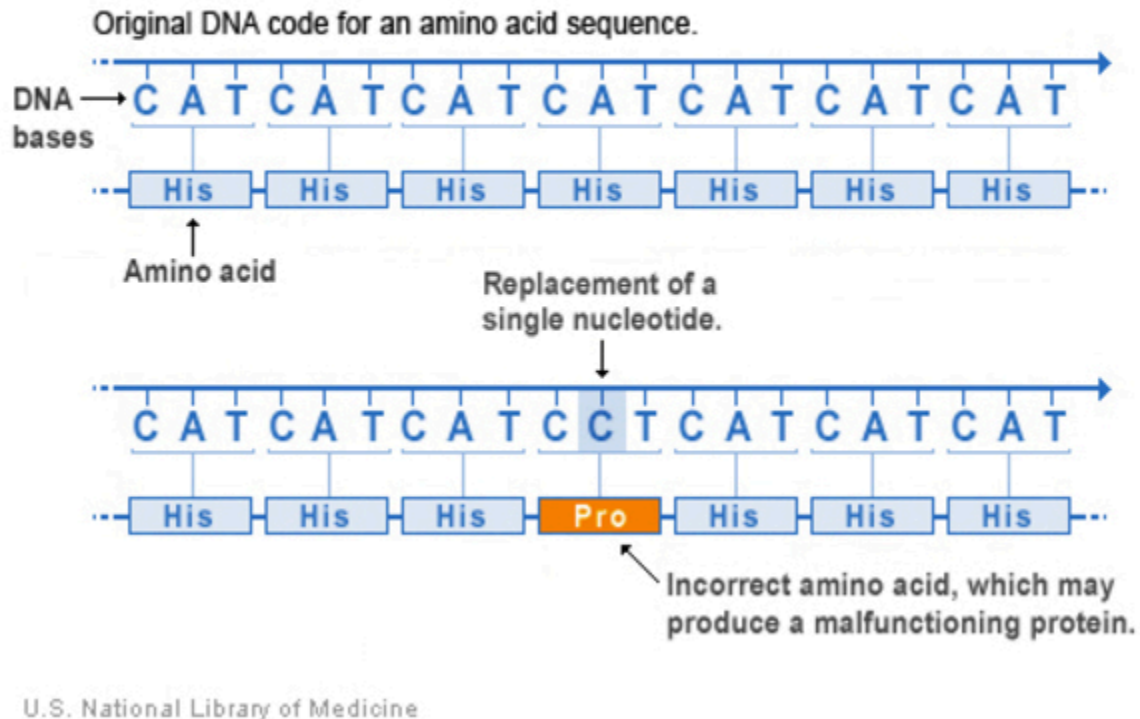 Original DNA code for an amino acid sequence.
DNA bases
C A T C A T C A T C A T C A T C A T C A T
His His His His His His His
Amino acid
Replacement of a
single nucleotide.
C A T C A T C A T C C T C A T C A T C A T
His His His Pro His His His
Incorrect amino acid, which may
produce a malfunctioning protein.
U.S. National Library of Medicine